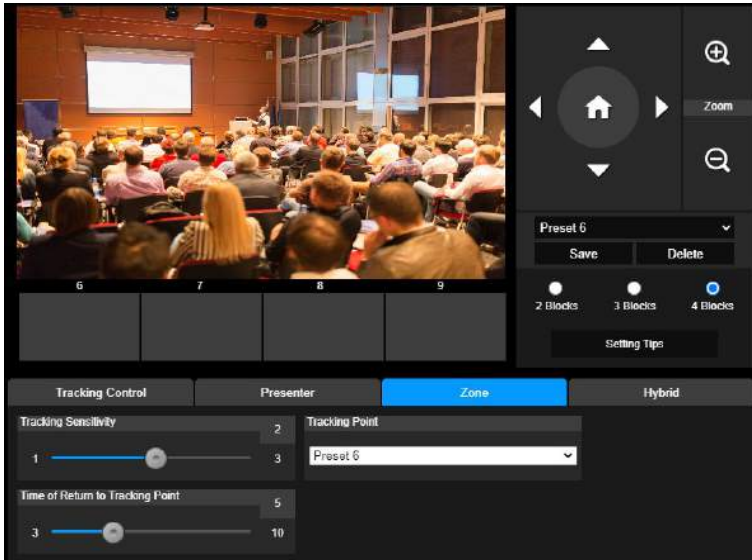 Zoom
Preset 6
Save Delete
6 7 8 9
2 Blocks 3 Blocks 4 Blocks
Setting Tips
Tracking Control Presenter Zone Hybrid
Tracking Sensitivity 2
1 3
Tracking Point
Preset 6
Time of Return to Tracking Point 5
3 10